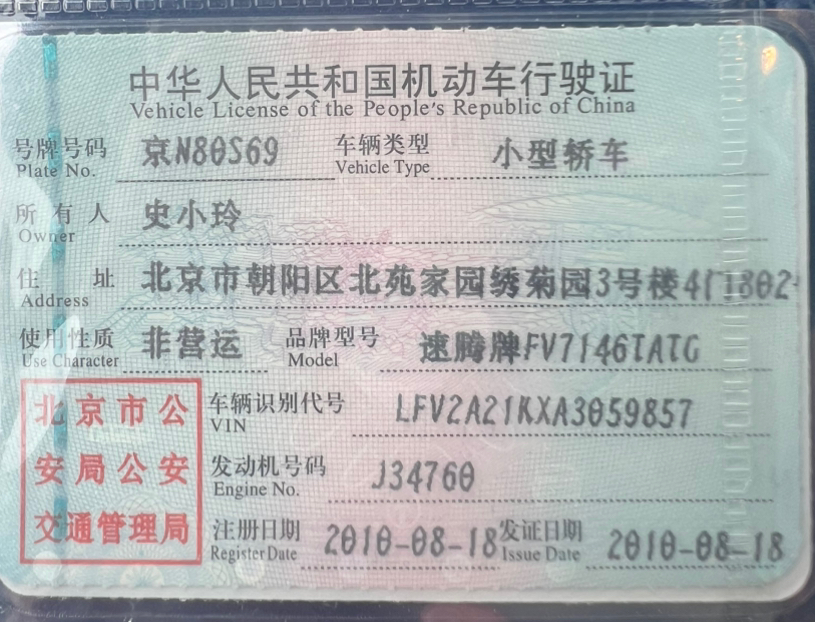 中华人民共和国机动车行驶证
Vehicle License of the People's Republic of China
号牌号码 京N80S69 车辆类型 小型轿车
Plate No. Vehicle Type
所有人 史小玲
Owner
住址 北京市朝阳区北苑家园绣菊园3号楼4门1802
Address
使用性质 非营运 品牌型号 速腾牌FV7146TATG
Use Character Model
北京市公
安局公安
交通管理局
车辆识别代号 LFV2A21KXA3059857
VIN
发动机号码 J34760
Engine No.
注册日期 2010-08-18 发证日期 2010-08-18
Register Date Issue Date